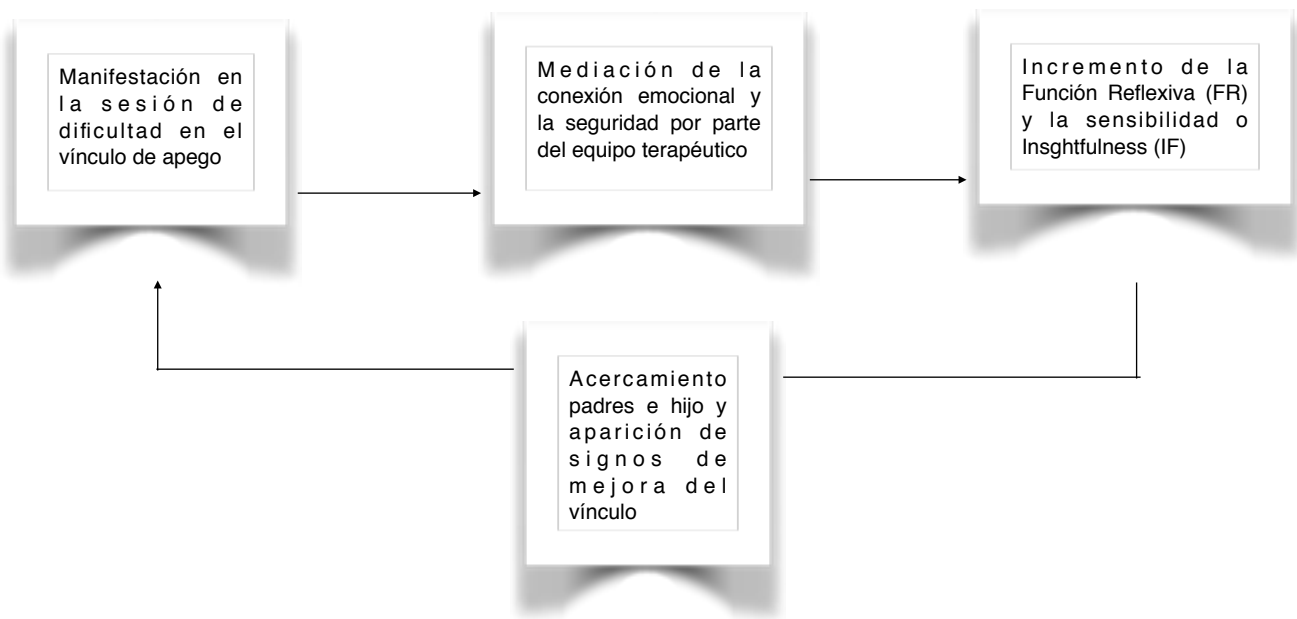 Manifestación en
la sesión de
dificultad en el
vínculo de apego
Mediación de la
conexión emocional y
la seguridad por parte
del equipo terapéutico
Incremento de la
Función Reflexiva (FR)
y la sensibilidad o
Insghtfulness (IF)
Acercamiento
padres e hijo y
aparición de
signos de
mejora del
vínculo